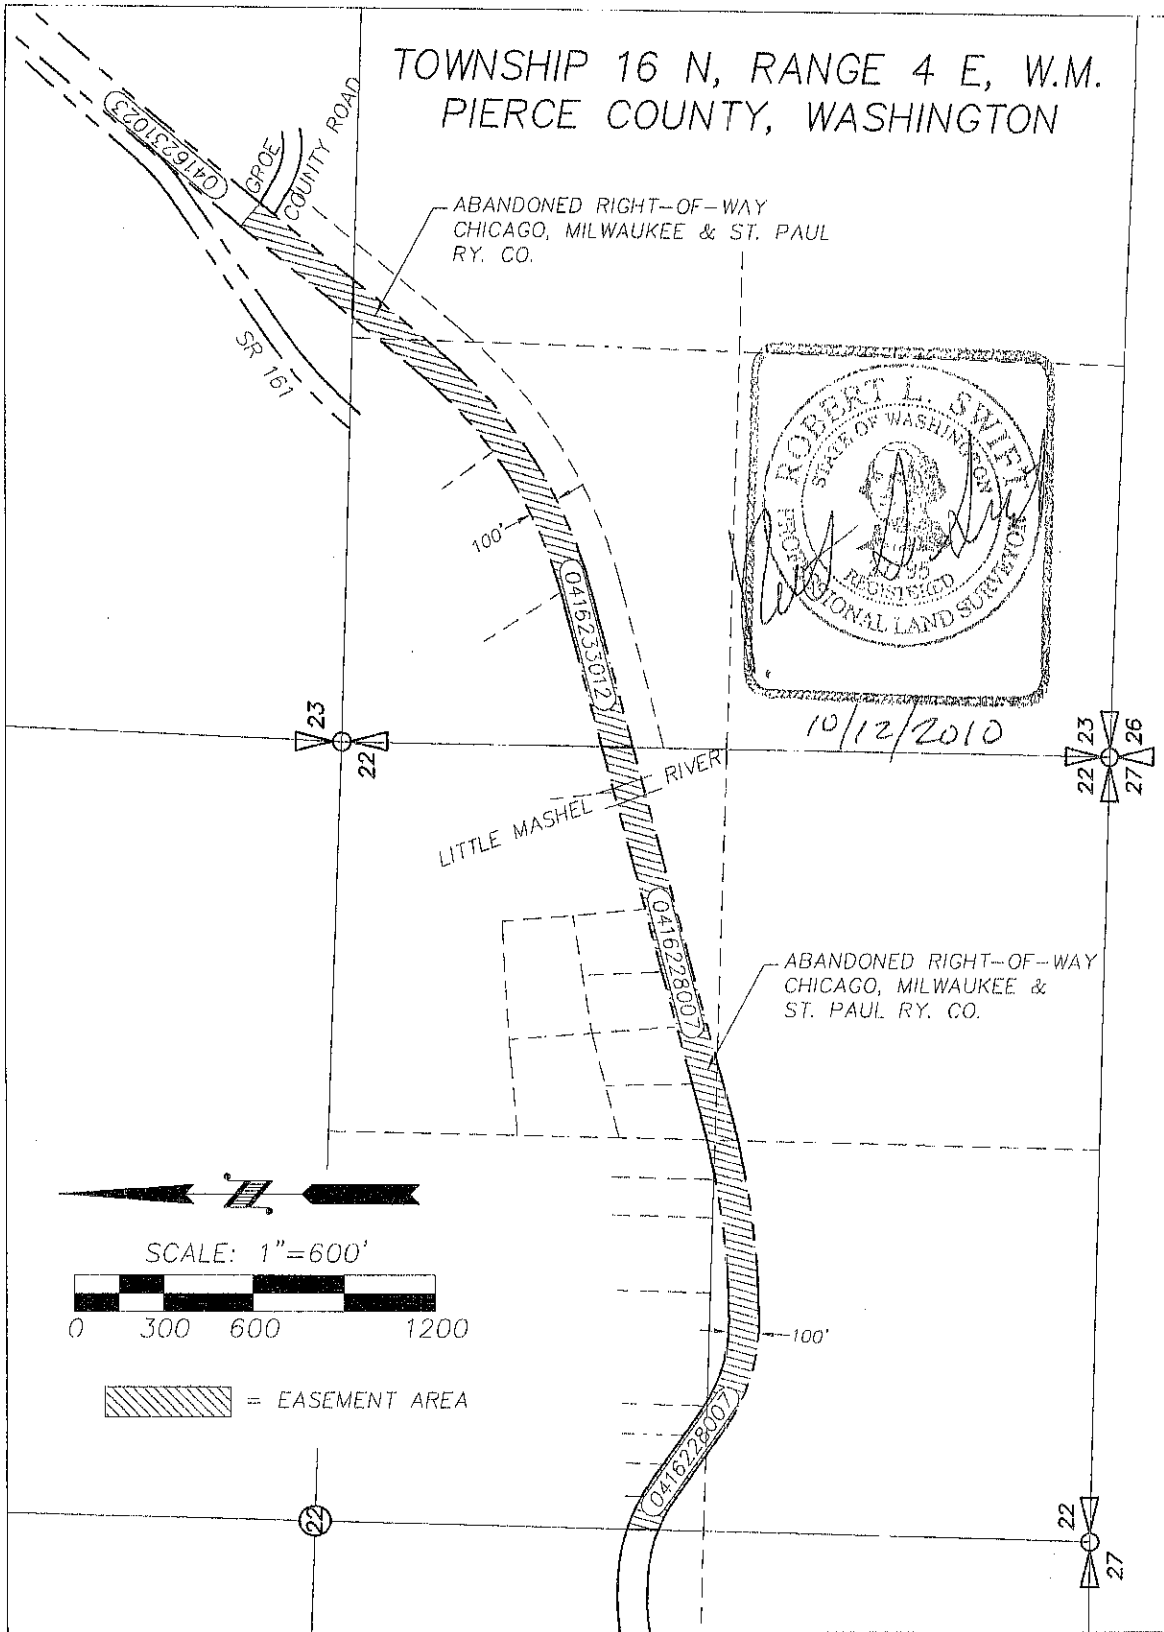 TOWNSHIP 16 N, RANGE 4 E, W.M.
PIERCE COUNTY, WASHINGTON
0416231023
GROE
COUNTY ROAD
ABANDONED RIGHT-OF-WAY
CHICAGO, MILWAUKEE & ST. PAUL
RY. CO.
SR 161
ROBERT L. SWIFT
STATE OF WASHINGTON
REGISTERED
PROFESSIONAL LAND SURVEYOR
10/12/2010
100'
0416233012
23
22
23
26
22
27
LITTLE MASHEL RIVER
0416228007
ABANDONED RIGHT-OF-WAY
CHICAGO, MILWAUKEE &
ST. PAUL RY. CO.
SCALE: 1"=600'
0 300 600 1200
100'
= EASEMENT AREA
0416228007
22
22
27